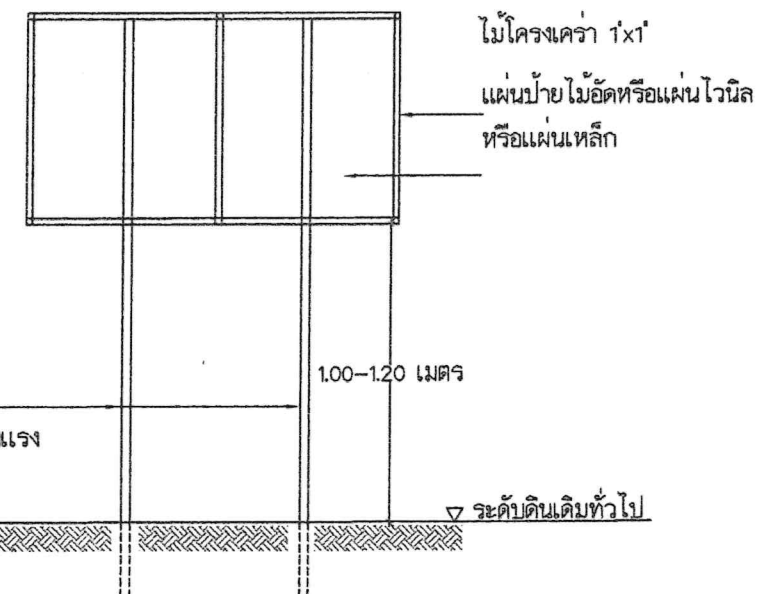 ไม้โครงเคร่า 1"x1"
แผ่นป้ายไม้อัดหรือแผ่นไวนิล
หรือแผ่นเหล็ก
1.00-1.20 เมตร
แรง
ระดับดินเดิมทั่วไป